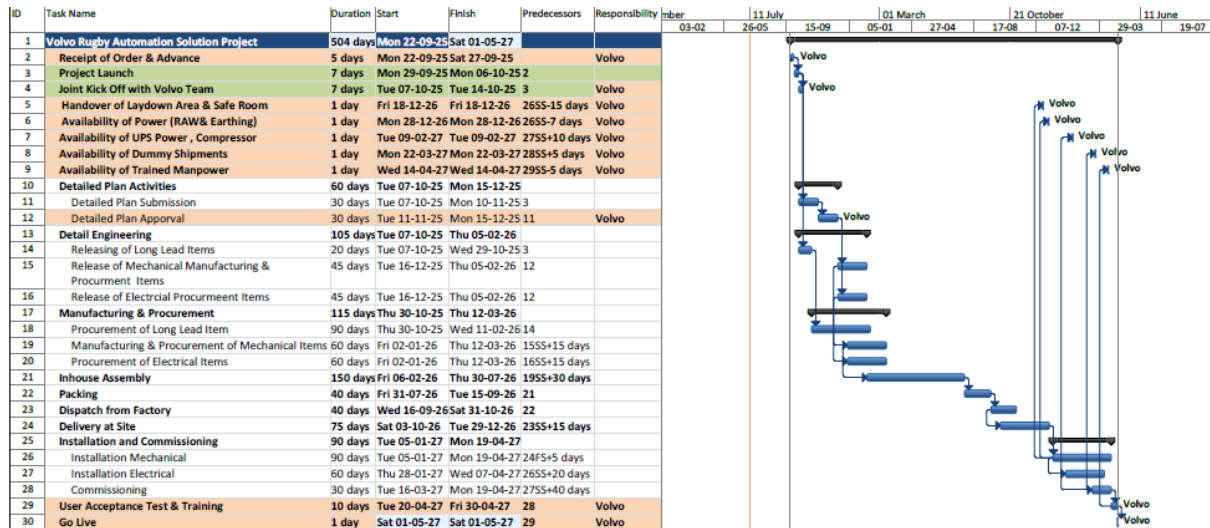 ID Task Name Duration Start Finish Predecessors Responsibility mber 11 July 01 March 21 October 11 June
03-02 26-05 15-09 05-01 27-04 17-08 07-12 29-03 19-07
1 Volvo Rugby Automation Solution Project 504 days Mon 22-09-25 Sat 01-05-27
2 Receipt of Order & Advance 5 days Mon 22-09-25 Sat 27-09-25 Volvo Volvo
3 Project Launch 7 days Mon 29-09-25 Mon 06-10-25 2
4 Joint Kick Off with Volvo Team 7 days Tue 07-10-25 Tue 14-10-25 3 Volvo Volvo
5 Handover of Laydown Area & Safe Room 1 day Fri 18-12-26 Fri 18-12-26 26SS-15 days Volvo Volvo
6 Availability of Power (RAW& Earthing) 1 day Mon 28-12-26 Mon 28-12-26 26SS-7 days Volvo Volvo
7 Availability of UPS Power , Compressor 1 day Tue 09-02-27 Tue 09-02-27 27SS+10 days Volvo Volvo
8 Availability of Dummy Shipments 1 day Mon 22-03-27 Mon 22-03-27 28SS+5 days Volvo Volvo
9 Availability of Trained Manpower 1 day Wed 14-04-27 Wed 14-04-27 29SS-5 days Volvo Volvo
10 Detailed Plan Activities 60 days Tue 07-10-25 Mon 15-12-25
11 Detailed Plan Submission 30 days Tue 07-10-25 Mon 10-11-25 3
12 Detailed Plan Apporval 30 days Tue 11-11-25 Mon 15-12-25 11 Volvo Volvo
13 Detail Engineering 105 days Tue 07-10-25 Thu 05-02-26
14 Releasing of Long Lead Items 20 days Tue 07-10-25 Wed 29-10-25 3
15 Release of Mechanical Manufacturing & 45 days Tue 16-12-25 Thu 05-02-26 12
Procurment Items
16 Release of Electrcial Procurmeent Items 45 days Tue 16-12-25 Thu 05-02-26 12
17 Manufacturing & Procurement 115 days Thu 30-10-25 Thu 12-03-26
18 Procurement of Long Lead Item 90 days Thu 30-10-25 Wed 11-02-26 14
19 Manufacturing & Procurement of Mechanical Items 60 days Fri 02-01-26 Thu 12-03-26 15SS+15 days
20 Procurement of Electrical Items 60 days Fri 02-01-26 Thu 12-03-26 16SS+15 days
21 Inhouse Assembly 150 days Fri 06-02-26 Thu 30-07-26 19SS+30 days
22 Packing 40 days Fri 31-07-26 Tue 15-09-26 21
23 Dispatch from Factory 40 days Wed 16-09-26 Sat 31-10-26 22
24 Delivery at Site 75 days Sat 03-10-26 Tue 29-12-26 23SS+15 days
25 Installation and Commissioning 90 days Tue 05-01-27 Mon 19-04-27
26 Installation Mechanical 90 days Tue 05-01-27 Mon 19-04-27 24FS+5 days
27 Installation Electrical 60 days Thu 28-01-27 Wed 07-04-27 26SS+20 days
28 Commissioning 30 days Tue 16-03-27 Mon 19-04-27 27SS+40 days
29 User Acceptance Test & Training 10 days Tue 20-04-27 Fri 30-04-27 28 Volvo Volvo
30 Go Live 1 day Sat 01-05-27 Sat 01-05-27 29 Volvo Volvo